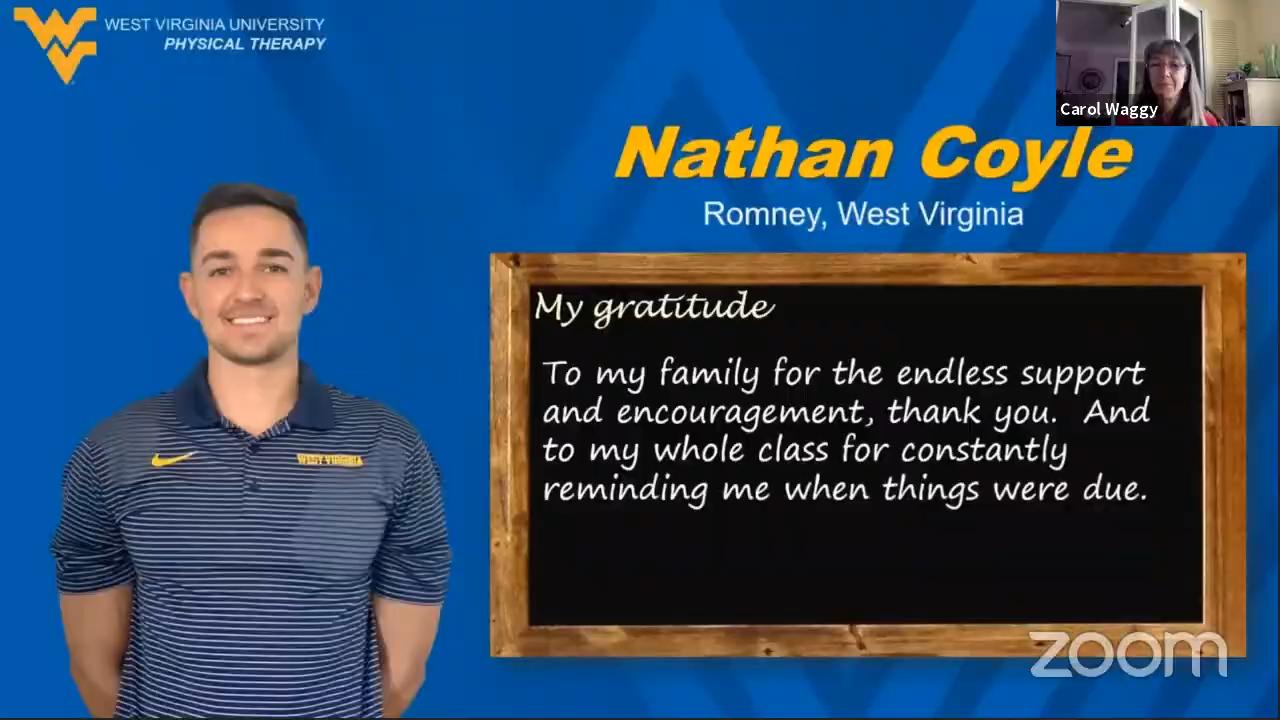 WEST VIRGINIA UNIVERSITY
PHYSICAL THERAPY
Carol Waggy
Nathan Coyle
Romney, West Virginia
My gratitude
To my family for the endless support
and encouragement, thank you. And
to my whole class for constantly
reminding me when things were due.
WEST VIRGINIA
zoom